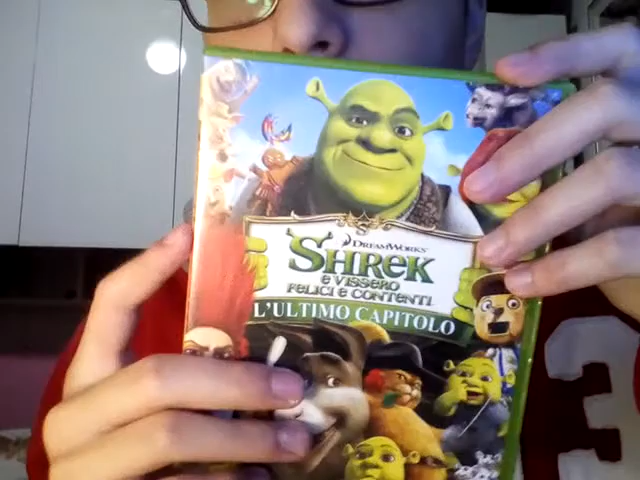 DREAMWORKS
SHREK
E VISSERO
FELICI E CONTENTI
L'ULTIMO CAPITOLO
3